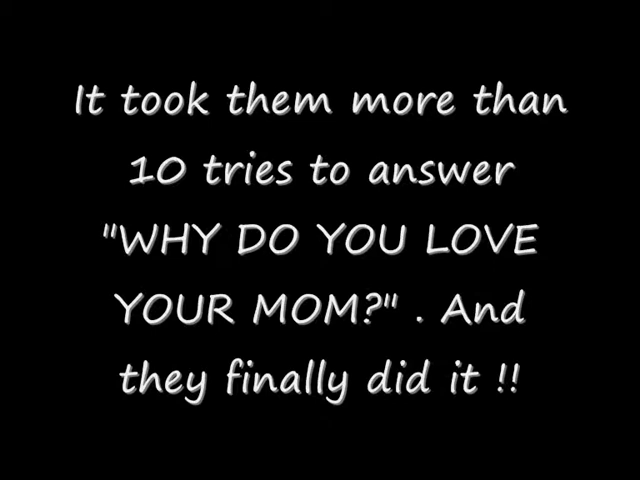 It took them more than
10 tries to answer
"WHY DO YOU LOVE
YOUR MOM?" . And
they finally did it !!